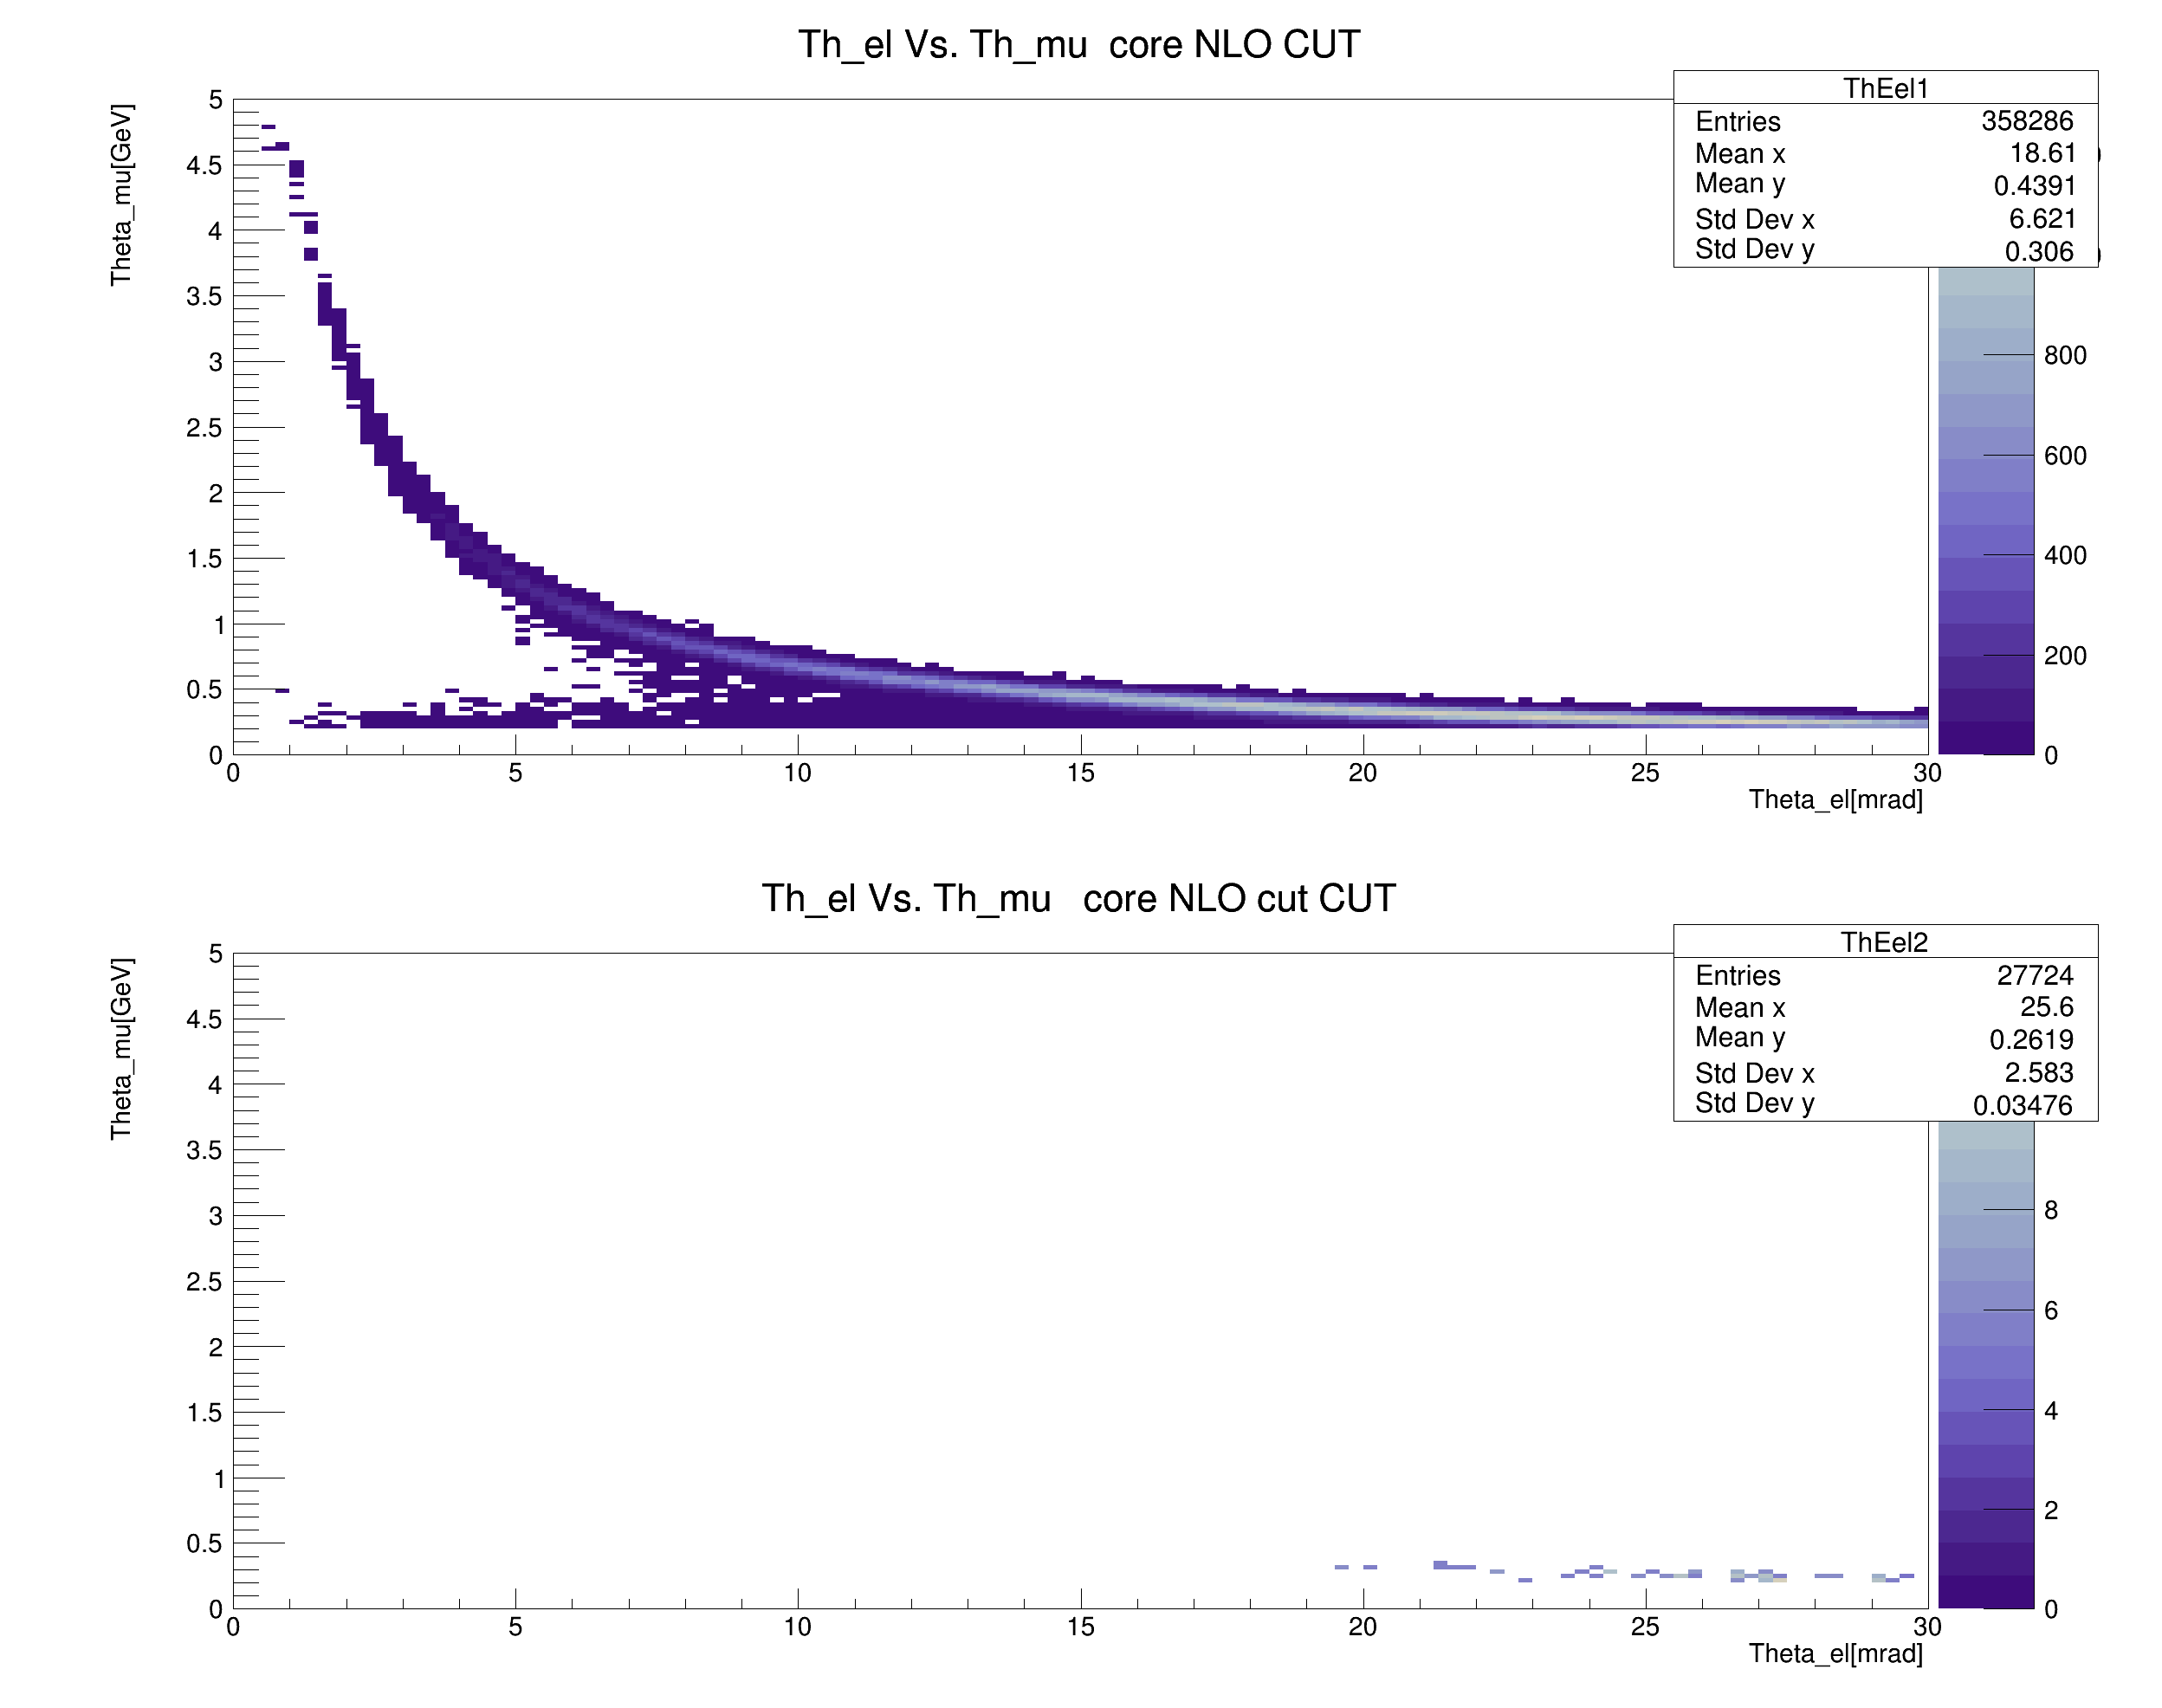 Th_el Vs. Th_mu  core NLO CUT
Theta_mu[GeV]
5
4.5
4
3.5
3
2.5
2
1.5
1
0.5
0
0 5 10 15 20 25 30
Theta_el[mrad]
ThEel1
Entries 358286
Mean x 18.61
Mean y 0.4391
Std Dev x 6.621
Std Dev y 0.306
800
600
400
200
0
Th_el Vs. Th_mu   core NLO cut CUT
Theta_mu[GeV]
5
4.5
4
3.5
3
2.5
2
1.5
1
0.5
0
0 5 10 15 20 25 30
Theta_el[mrad]
ThEel2
Entries 27724
Mean x 25.6
Mean y 0.2619
Std Dev x 2.583
Std Dev y 0.03476
8
6
4
2
0